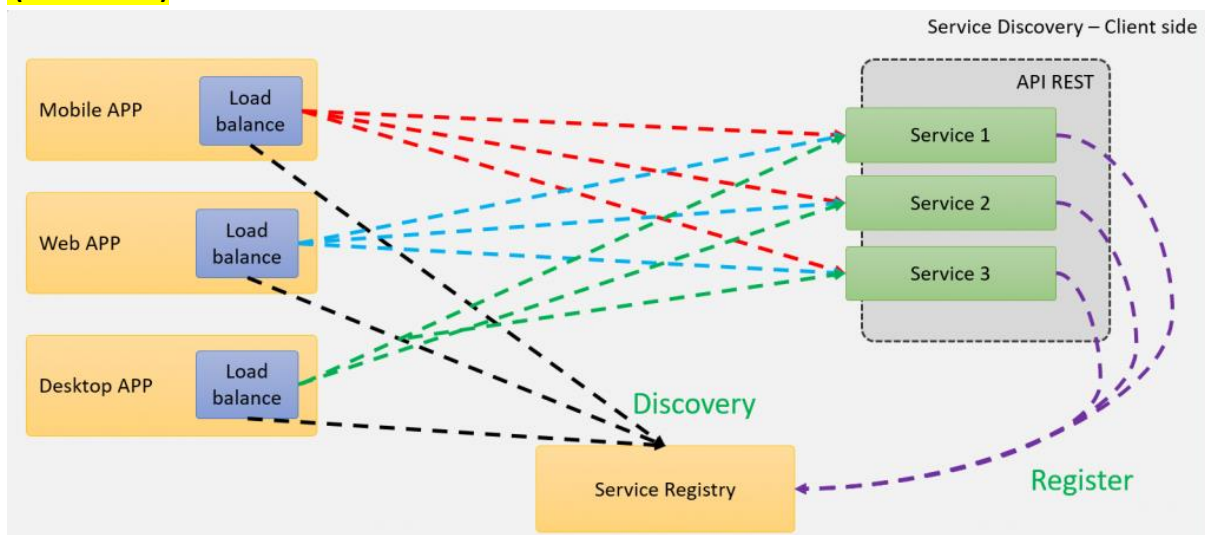 Service Discovery – Client side
API REST
Mobile APP
Load
balance
Service 1
Service 2
Web APP
Load
balance
Service 3
Desktop APP
Load
balance
Discovery
Service Registry
Register